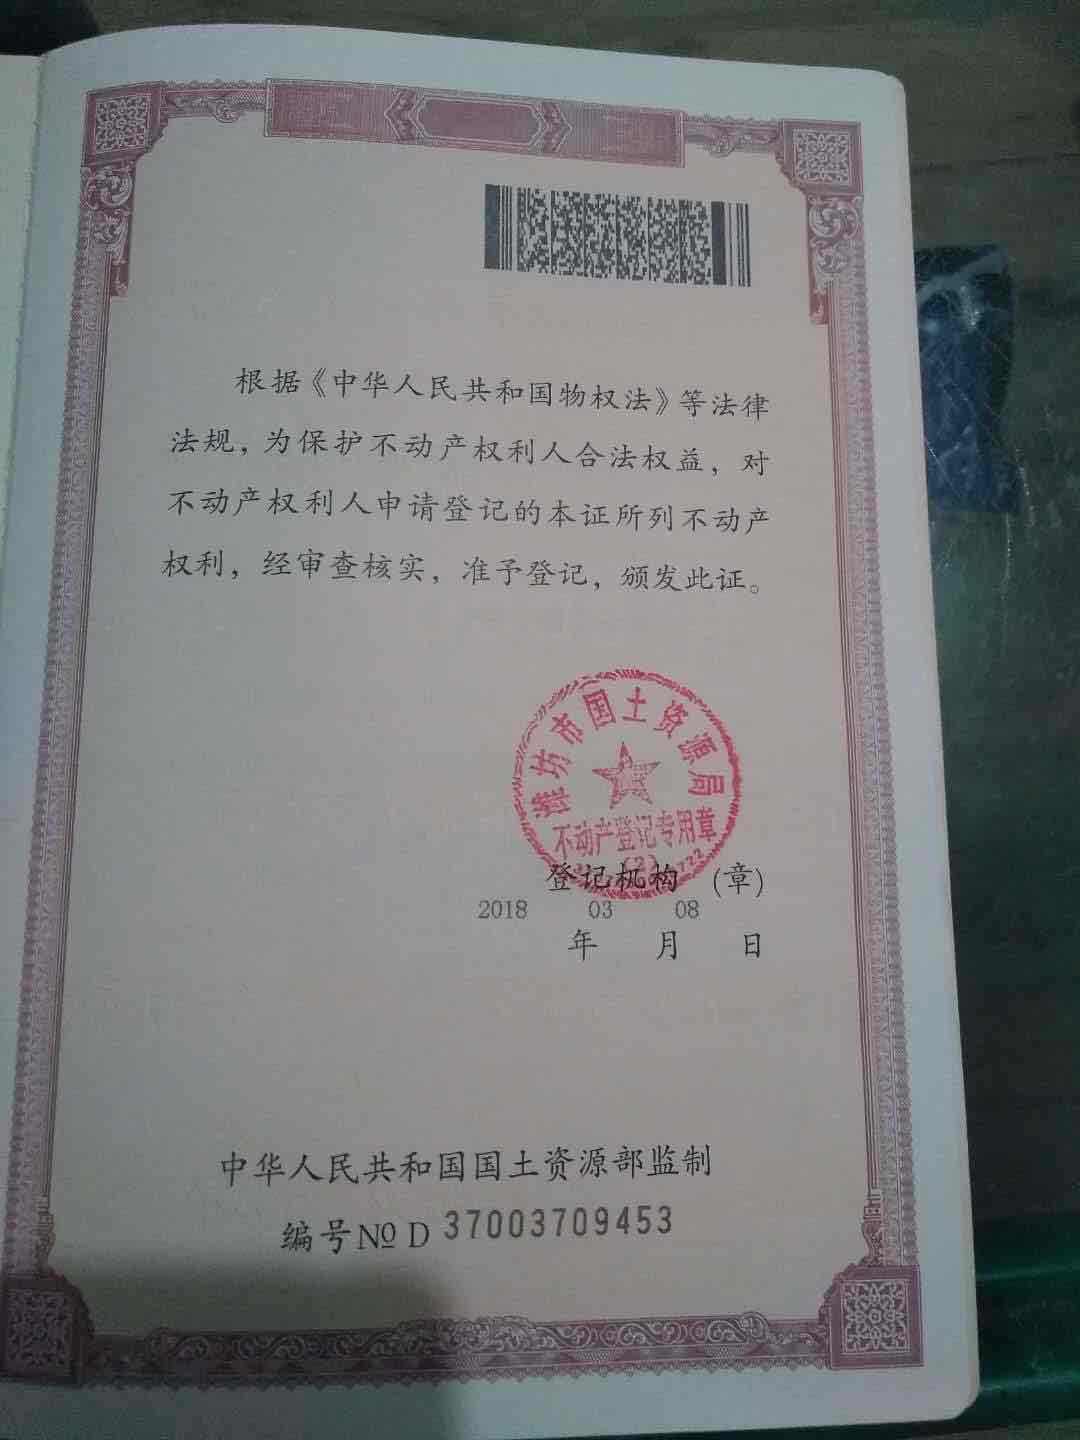 根据《中华人民共和国物权法》等法律
法规，为保护不动产权利人合法权益，对
不动产权利人申请登记的本证所列不动产
权利，经审查核实，准予登记，颁发此证。
潍坊市国土资源局
不动产登记专用章
(2)
登记机构 (章)
2018 03 08
年 月 日
中华人民共和国国土资源部监制
编号№ D 37003709453